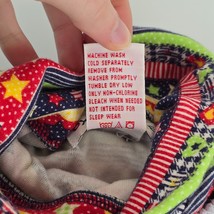 MACHINE WASH
COLD SEPARATELY
REMOVE FROM
WASHER PROMPTLY
TUMBLE DRY LOW
ONLY NON-CHLORINE
BLEACH WHEN NEEDED
NOT INTENDED FOR
SLEEP WEAR